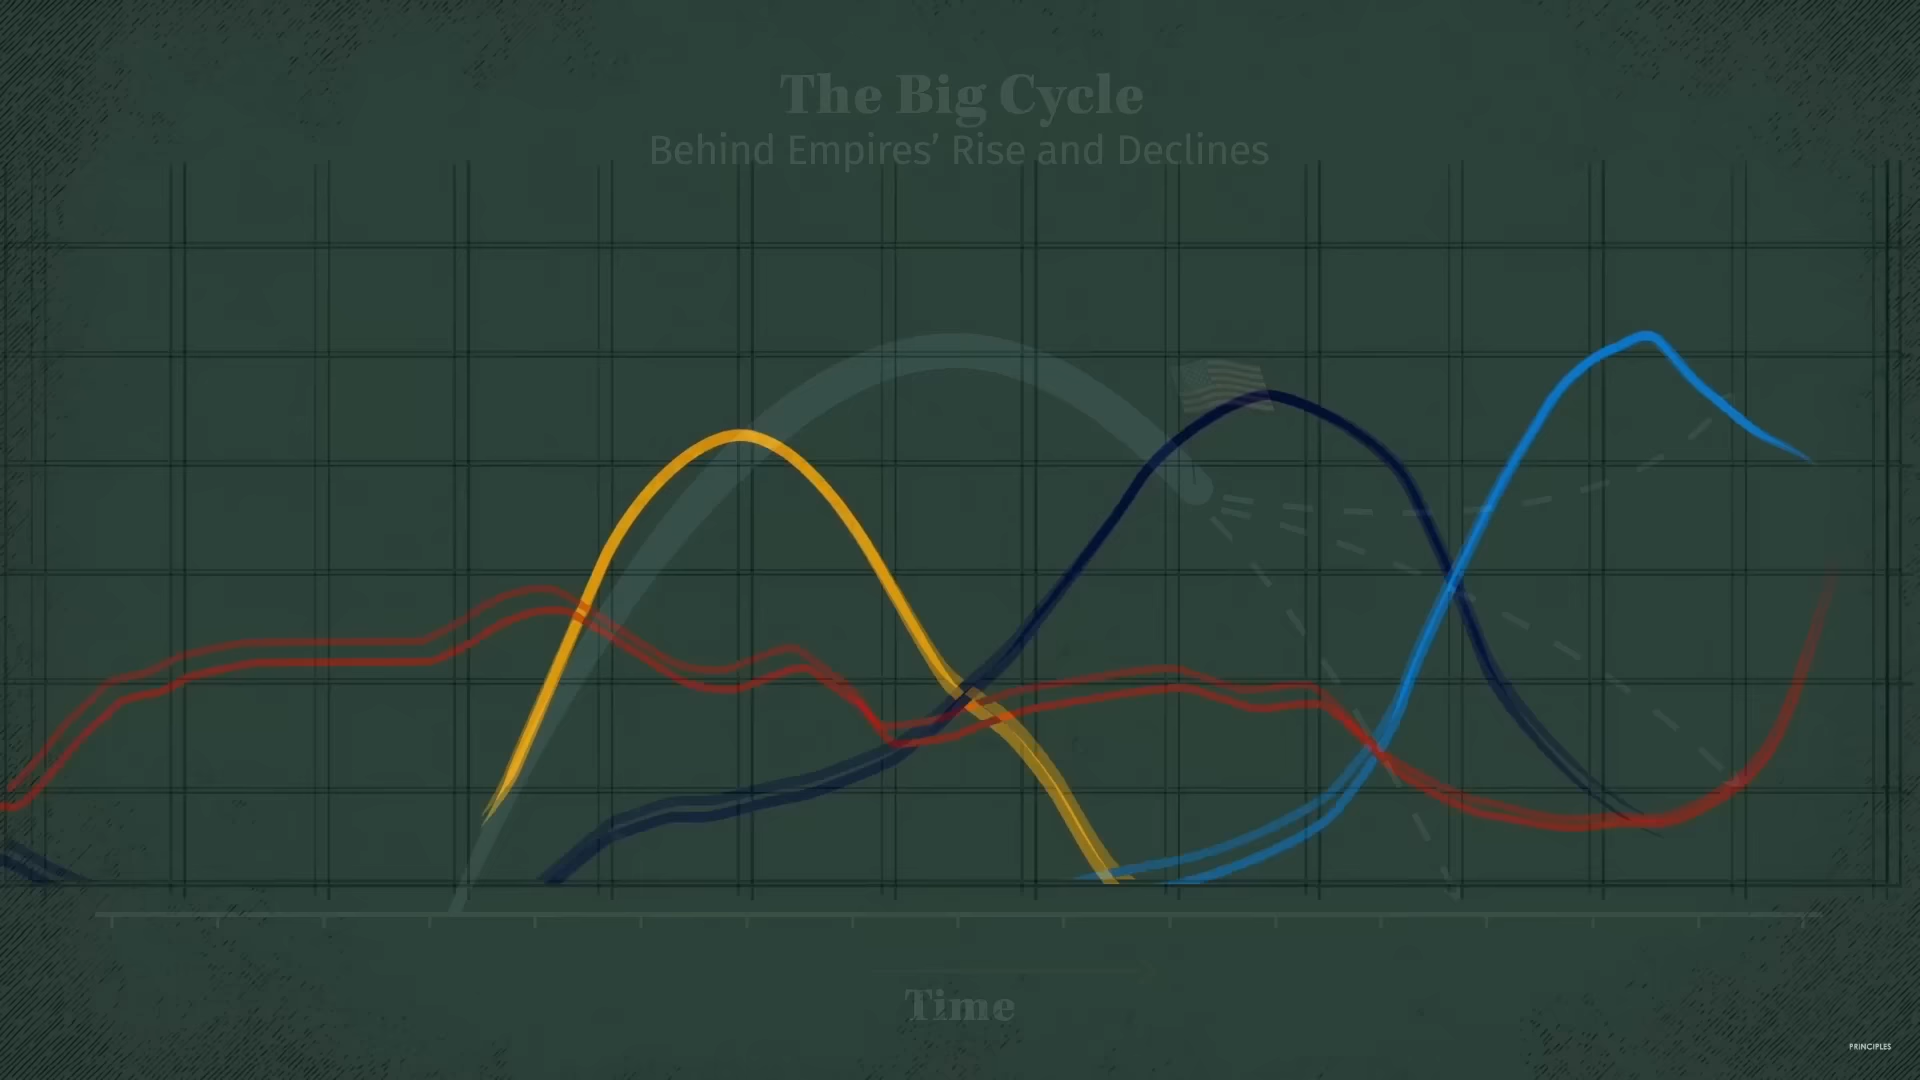 The Big Cycle
Behind Empires’ Rise and Declines
Time
PRINCIPLES